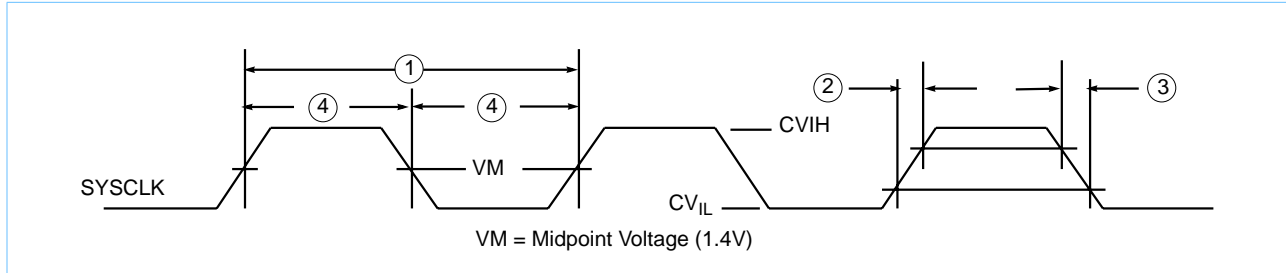 1
2
3
4
4
CVIH
VM
SYSCLK
CVIL
VM = Midpoint Voltage (1.4V)